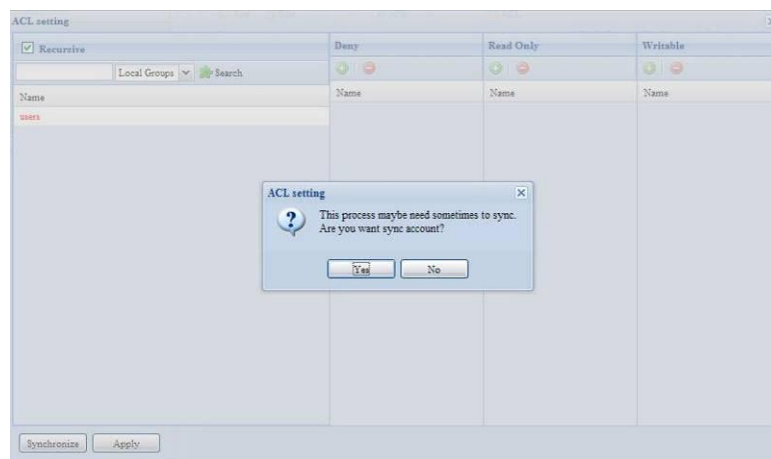 ACL setting
Recursive
Deny
Read Only
Writable
Local Groups
Search
Name
Name
Name
Name
users
ACL setting
This process maybe need sometimes to sync.
Are you want sync account?
Yes
No
Synchronize
Apply